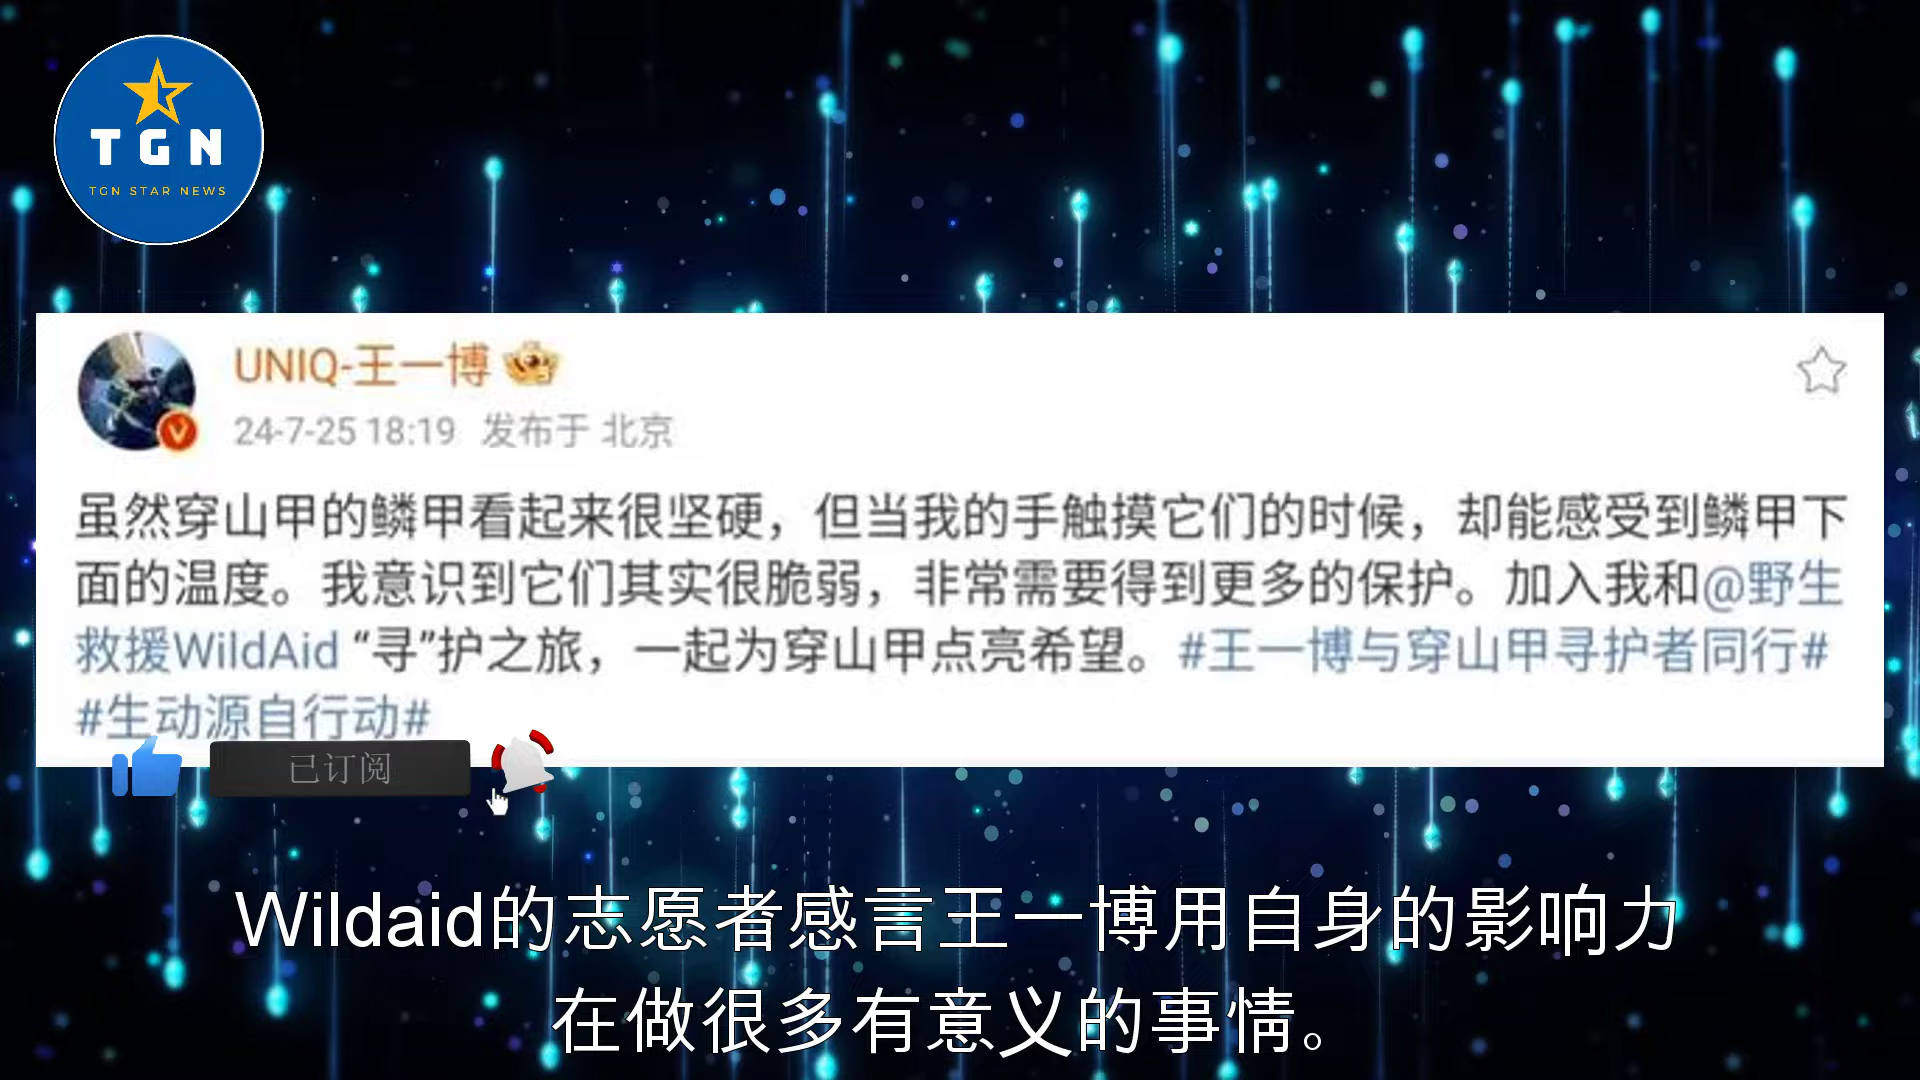 TGN
TGN STAR NEWS
UNIQ-王一博
24-7-25 18:19 发布于 北京
虽然穿山甲的鳞甲看起来很坚硬，但当我的手触摸它们的时候，却能感受到鳞甲下
面的温度。我意识到它们其实很脆弱，非常需要得到更多的保护。加入我和@野生
救援WildAid “寻”护之旅，一起为穿山甲点亮希望。#王一博与穿山甲寻护者同行#
#生动源自行动#
已订阅
Wildaid的志愿者感言王一博用自身的影响力
在做很多有意义的事情。